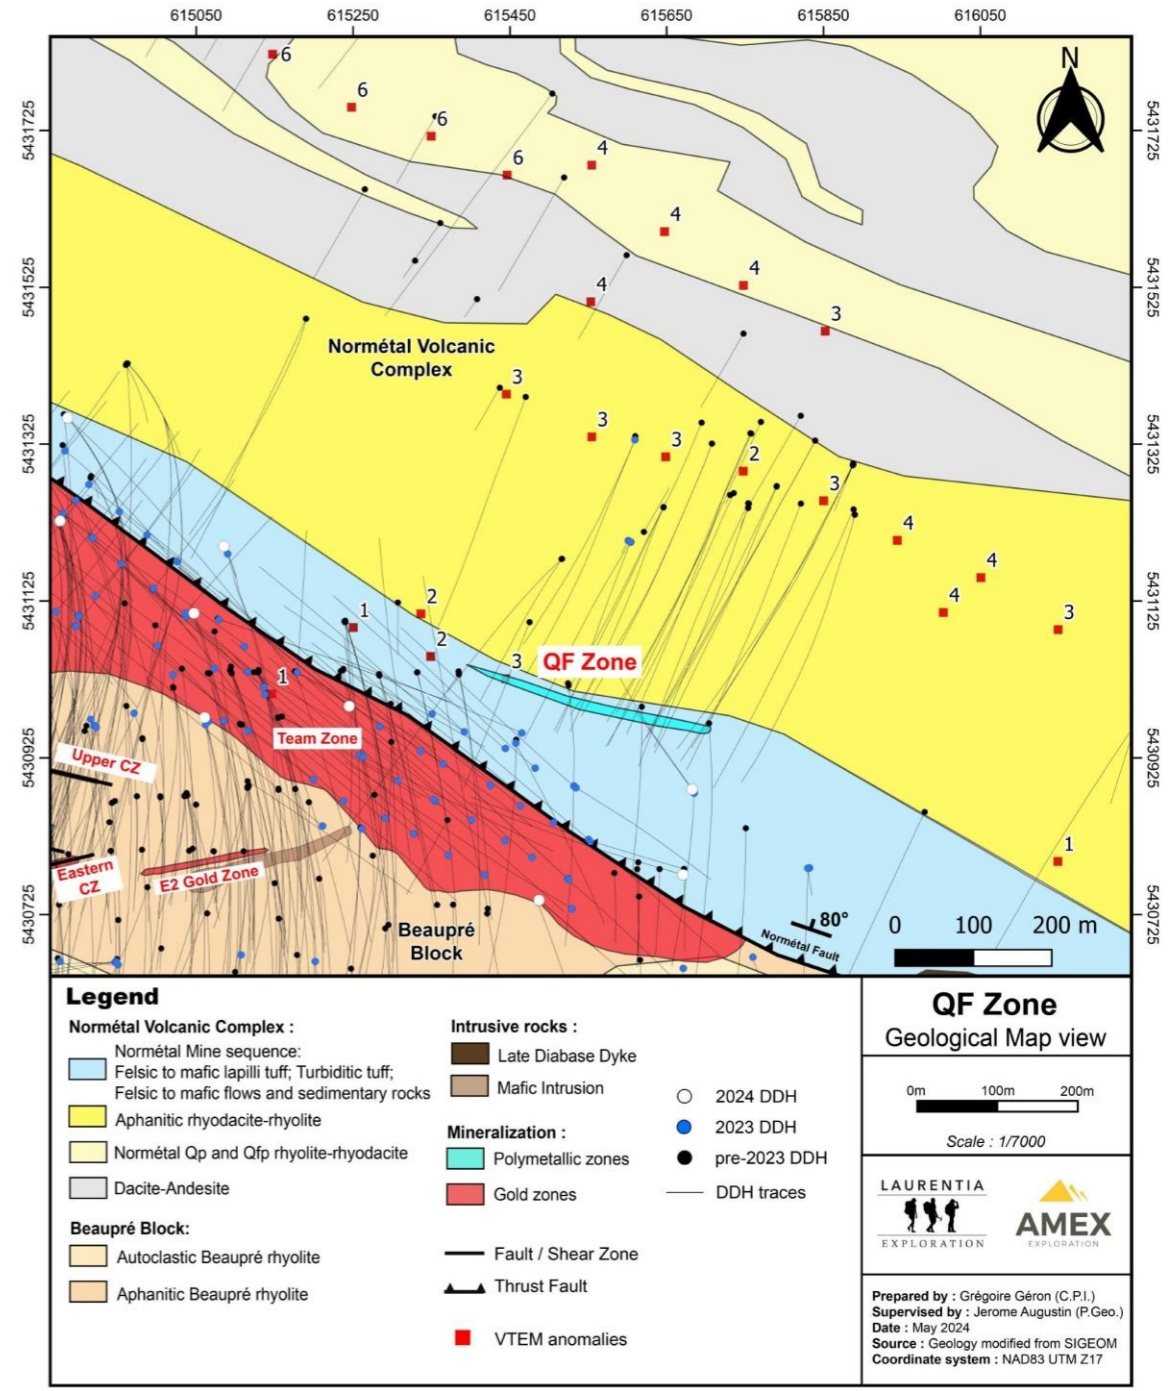 615050 615250 615450 615650 615850 616050
5431725
5431525
5431325
5431125
5430925
5430725
5431725
5431525
5431325
5431125
5430925
5430725
N
6
6
6
6
4
4
4
4
3
3
3
3
2
3
4
4
4
3
1
2
2
3
1
1
Normétal Volcanic
Complex
QF Zone
Team Zone
Upper CZ
Eastern
CZ
E2 Gold Zone
Beaupré
Block
80°
Normétal Fault
0 100 200 m
Legend
Normétal Volcanic Complex :
Normétal Mine sequence:
Felsic to mafic lapilli tuff; Turbiditic tuff;
Felsic to mafic flows and sedimentary rocks
Aphanitic rhyodacite-rhyolite
Normétal Qp and Qfp rhyolite-rhyodacite
Dacite-Andesite
Beaupré Block:
Autoclastic Beaupré rhyolite
Aphanitic Beaupré rhyolite
Intrusive rocks :
Late Diabase Dyke
Mafic Intrusion
Mineralization :
Polymetallic zones
Gold zones
Fault / Shear Zone
Thrust Fault
VTEM anomalies
2024 DDH
2023 DDH
pre-2023 DDH
DDH traces
QF Zone
Geological Map view
0m 100m 200m
Scale : 1/7000
LAURENTIA
EXPLORATION
AMEX
EXPLORATION
Prepared by : Grégoire Géron (C.P.I.)
Supervised by : Jerome Augustin (P.Geo.)
Date : May 2024
Source : Geology modified from SIGEOM
Coordinate system : NAD83 UTM Z17